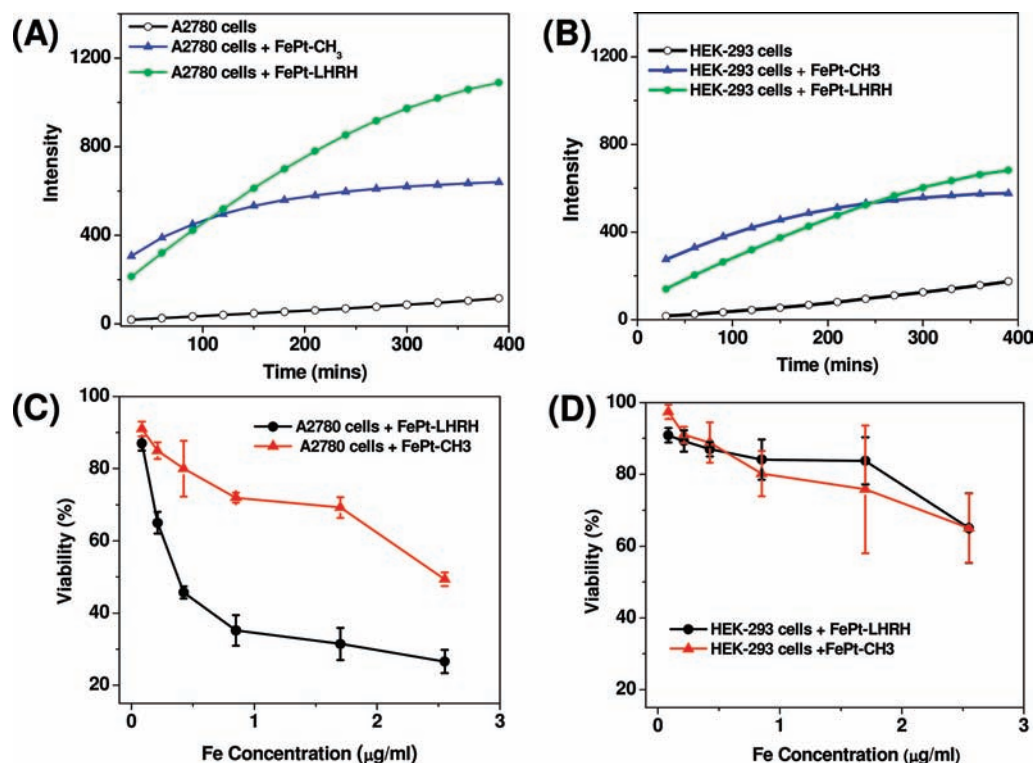 (A)
A2780 cells
A2780 cells + FePt-CH3
A2780 cells + FePt-LHRH
1200
800
400
0
Intensity
100 200 300 400
Time (mins)
(B)
HEK-293 cells
HEK-293 cells + FePt-CH3
HEK-293 cells + FePt-LHRH
1200
800
400
0
Intensity
0 100 200 300 400
Time (mins)
(C)
A2780 cells + FePt-LHRH
A2780 cells + FePt-CH3
100
80
60
40
20
Viability (%)
0 1 2 3
Fe Concentration (μg/ml)
(D)
100
80
60
40
20
Viability (%)
HEK-293 cells + FePt-LHRH
HEK-293 cells +FePt-CH3
0 1 2 3
Fe Concentration (μg/ml)